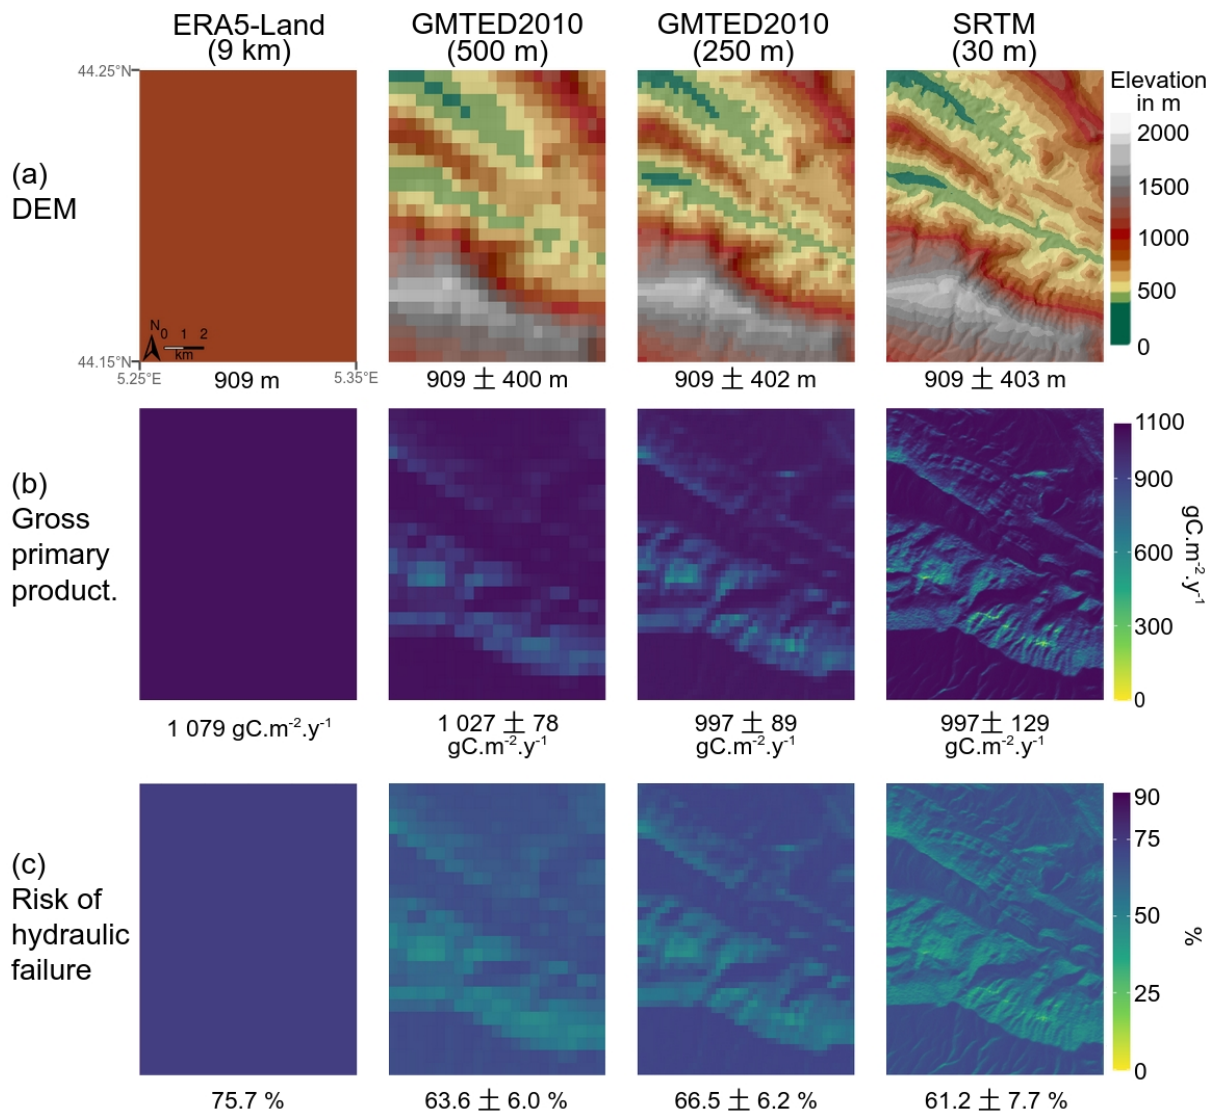 ERA5-Land
(9 km)
GMTED2010
(500 m)
GMTED2010
(250 m)
SRTM
(30 m)
44.25°N
Elevation
in m
2000
1500
1000
500
0
(a)
DEM
N
0 1 2
km
44.15°N
5.25°E
5.35°E
909 m
909 ± 400 m
909 ± 402 m
909 ± 403 m
(b)
Gross
primary
product.
1100
900
600
300
0
gC.m⁻².y⁻¹
1 079 gC.m⁻².y⁻¹
1 027 ± 78
gC.m⁻².y⁻¹
997 ± 89
gC.m⁻².y⁻¹
997± 129
gC.m⁻².y⁻¹
(c)
Risk of
hydraulic
failure
90
75
50
25
0
%
75.7 %
63.6 ± 6.0 %
66.5 ± 6.2 %
61.2 ± 7.7 %